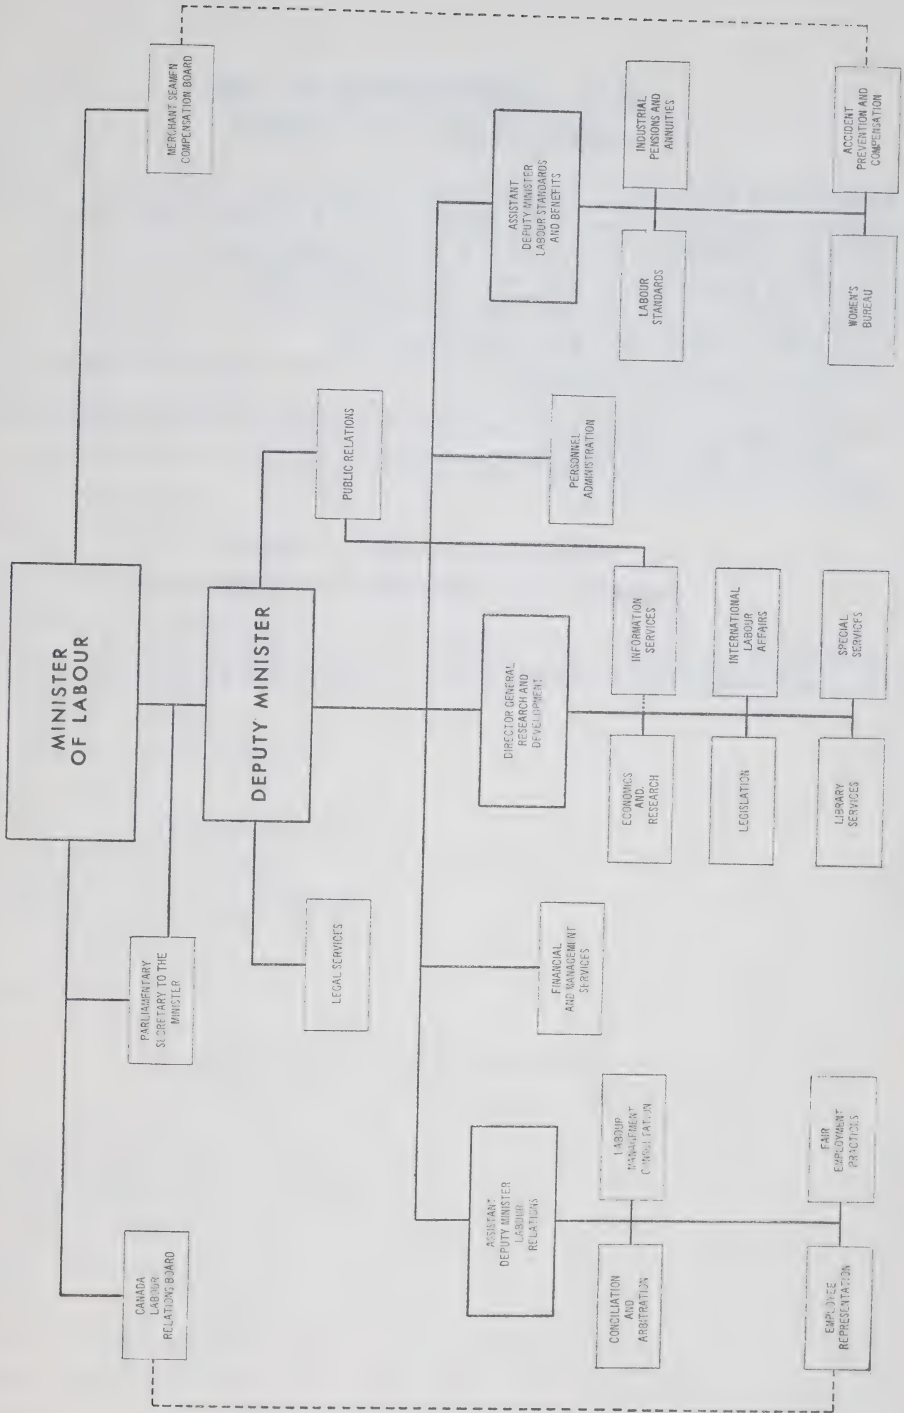 MINISTER
OF LABOUR
CANADA
LABOUR
RELATIONS BOARD
PARLIAMENTARY
SECRETARY TO THE
MINISTER
MERCHANT SEAMEN
COMPENSATION BOARD
DEPUTY MINISTER
LEGAL SERVICES
PUBLIC RELATIONS
ASSISTANT
DEPUTY MINISTER
LABOUR
RELATIONS
FINANCIAL
AND MANAGEMENT
SERVICES
DIRECTOR GENERAL
RESEARCH AND
DEVELOPMENT
PERSONNEL
ADMINISTRATION
ASSISTANT
DEPUTY MINISTER
LABOUR STANDARDS
AND BENEFITS
CONCILIATION
AND
ARBITRATION
LABOUR
MANAGEMENT
CONSULTATION
ECONOMICS
AND
RESEARCH
INFORMATION
SERVICES
LABOUR
STANDARDS
INDUSTRIAL
PENSIONS AND
ANNUITIES
LEGISLATION
INTERNATIONAL
LABOUR
AFFAIRS
EMPLOYEE
REPRESENTATION
FAIR
EMPLOYMENT
PRACTICES
LIBRARY
SERVICES
SPECIAL
SERVICES
WOMEN'S
BUREAU
ACCIDENT
PREVENTION AND
COMPENSATION